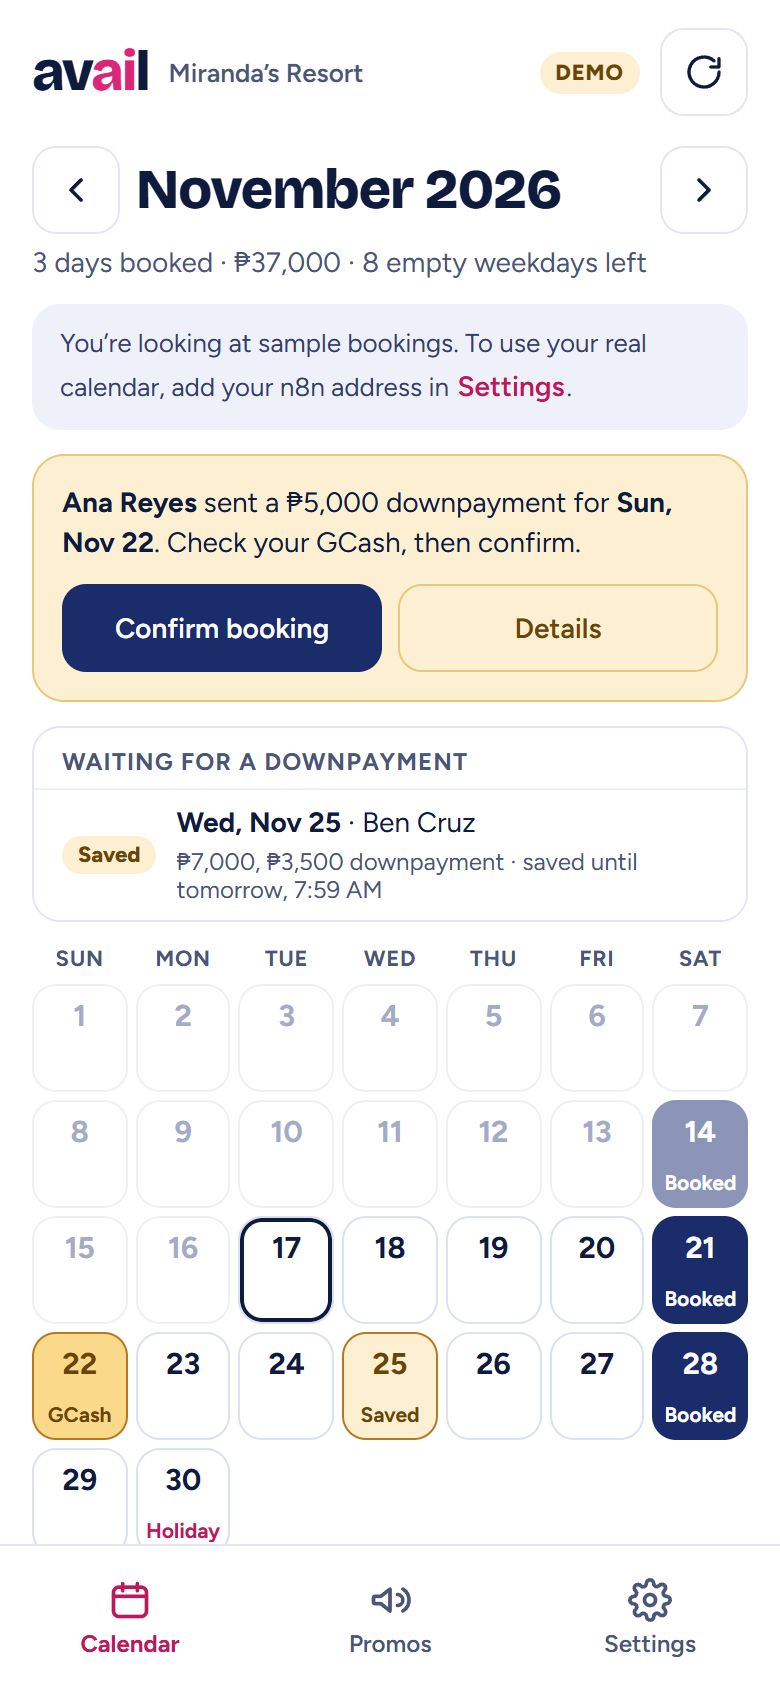 avail Miranda’s Resort DEMO
November 2026
3 days booked · ₱37,000 · 8 empty weekdays left
You’re looking at sample bookings. To use your real
calendar, add your n8n address in Settings.
Ana Reyes sent a ₱5,000 downpayment for Sun,
Nov 22. Check your GCash, then confirm.
Confirm booking Details
WAITING FOR A DOWNPAYMENT
Wed, Nov 25 · Ben Cruz
Saved
₱7,000, ₱3,500 downpayment · saved until
tomorrow, 7:59 AM
SUN MON TUE WED THU FRI SAT
1 2 3 4 5 6 7
8 9 10 11 12 13 14
Booked
15 16 17 18 19 20 21
Booked
22 23 24 25 26 27 28
GCash Saved Booked
29 30
Holiday
Calendar Promos Settings